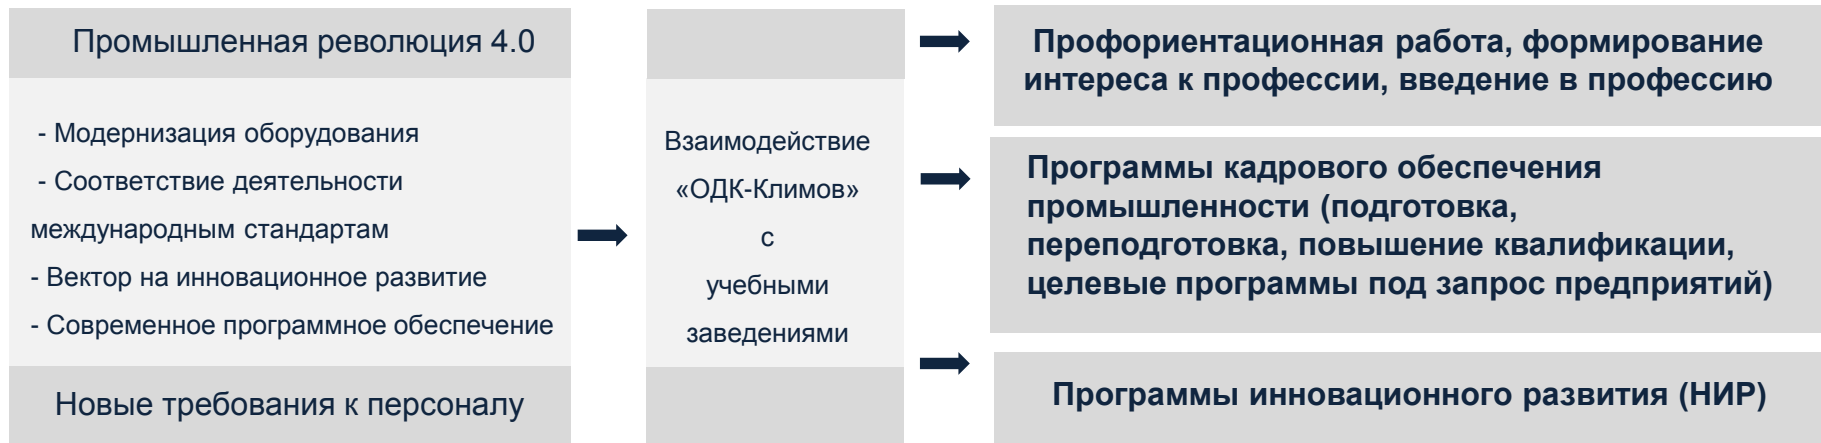 Промышленная революция 4.0
- Модернизация оборудования
- Соответствие деятельности
международным стандартам
- Вектор на инновационное развитие
- Современное программное обеспечение
Новые требования к персоналу
Взаимодействие
«ОДК-Климов»
с
учебными
заведениями
Профориентационная работа, формирование
интереса к профессии, введение в профессию
Программы кадрового обеспечения
промышленности (подготовка,
переподготовка, повышение квалификации,
целевые программы под запрос предприятий)
Программы инновационного развития (НИР)